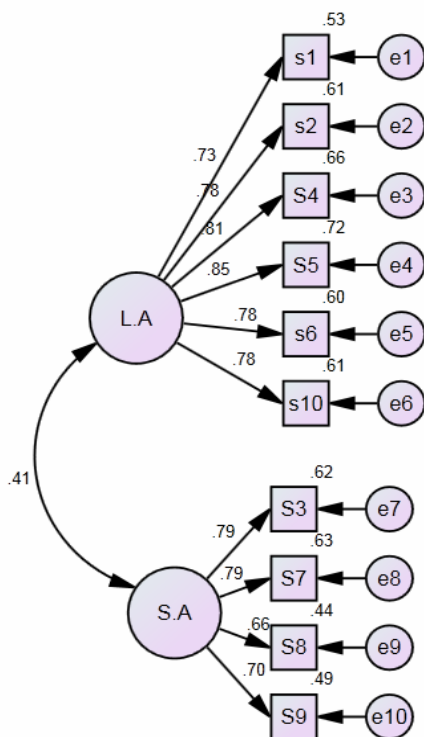 .53
s1 e1
.61
s2 e2
.73
.66
.78
S4 e3
.81
.72
.85 S5 e4
.60
L.A
.78 s6 e5
.61
.78
s10 e6
.41
.62
S3 e7
.79
.63
.79 S7 e8
.44
S.A
.66 S8 e9
.70
.49
S9 e10